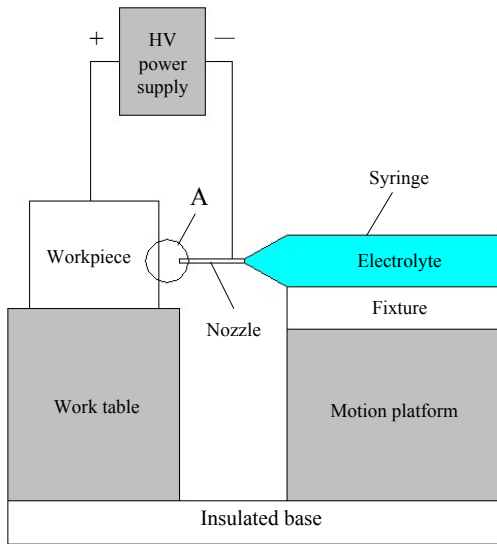 +
HV
power
supply
—
A
Syringe
Workpiece
Electrolyte
Nozzle
Fixture
Work table
Motion platform
Insulated base